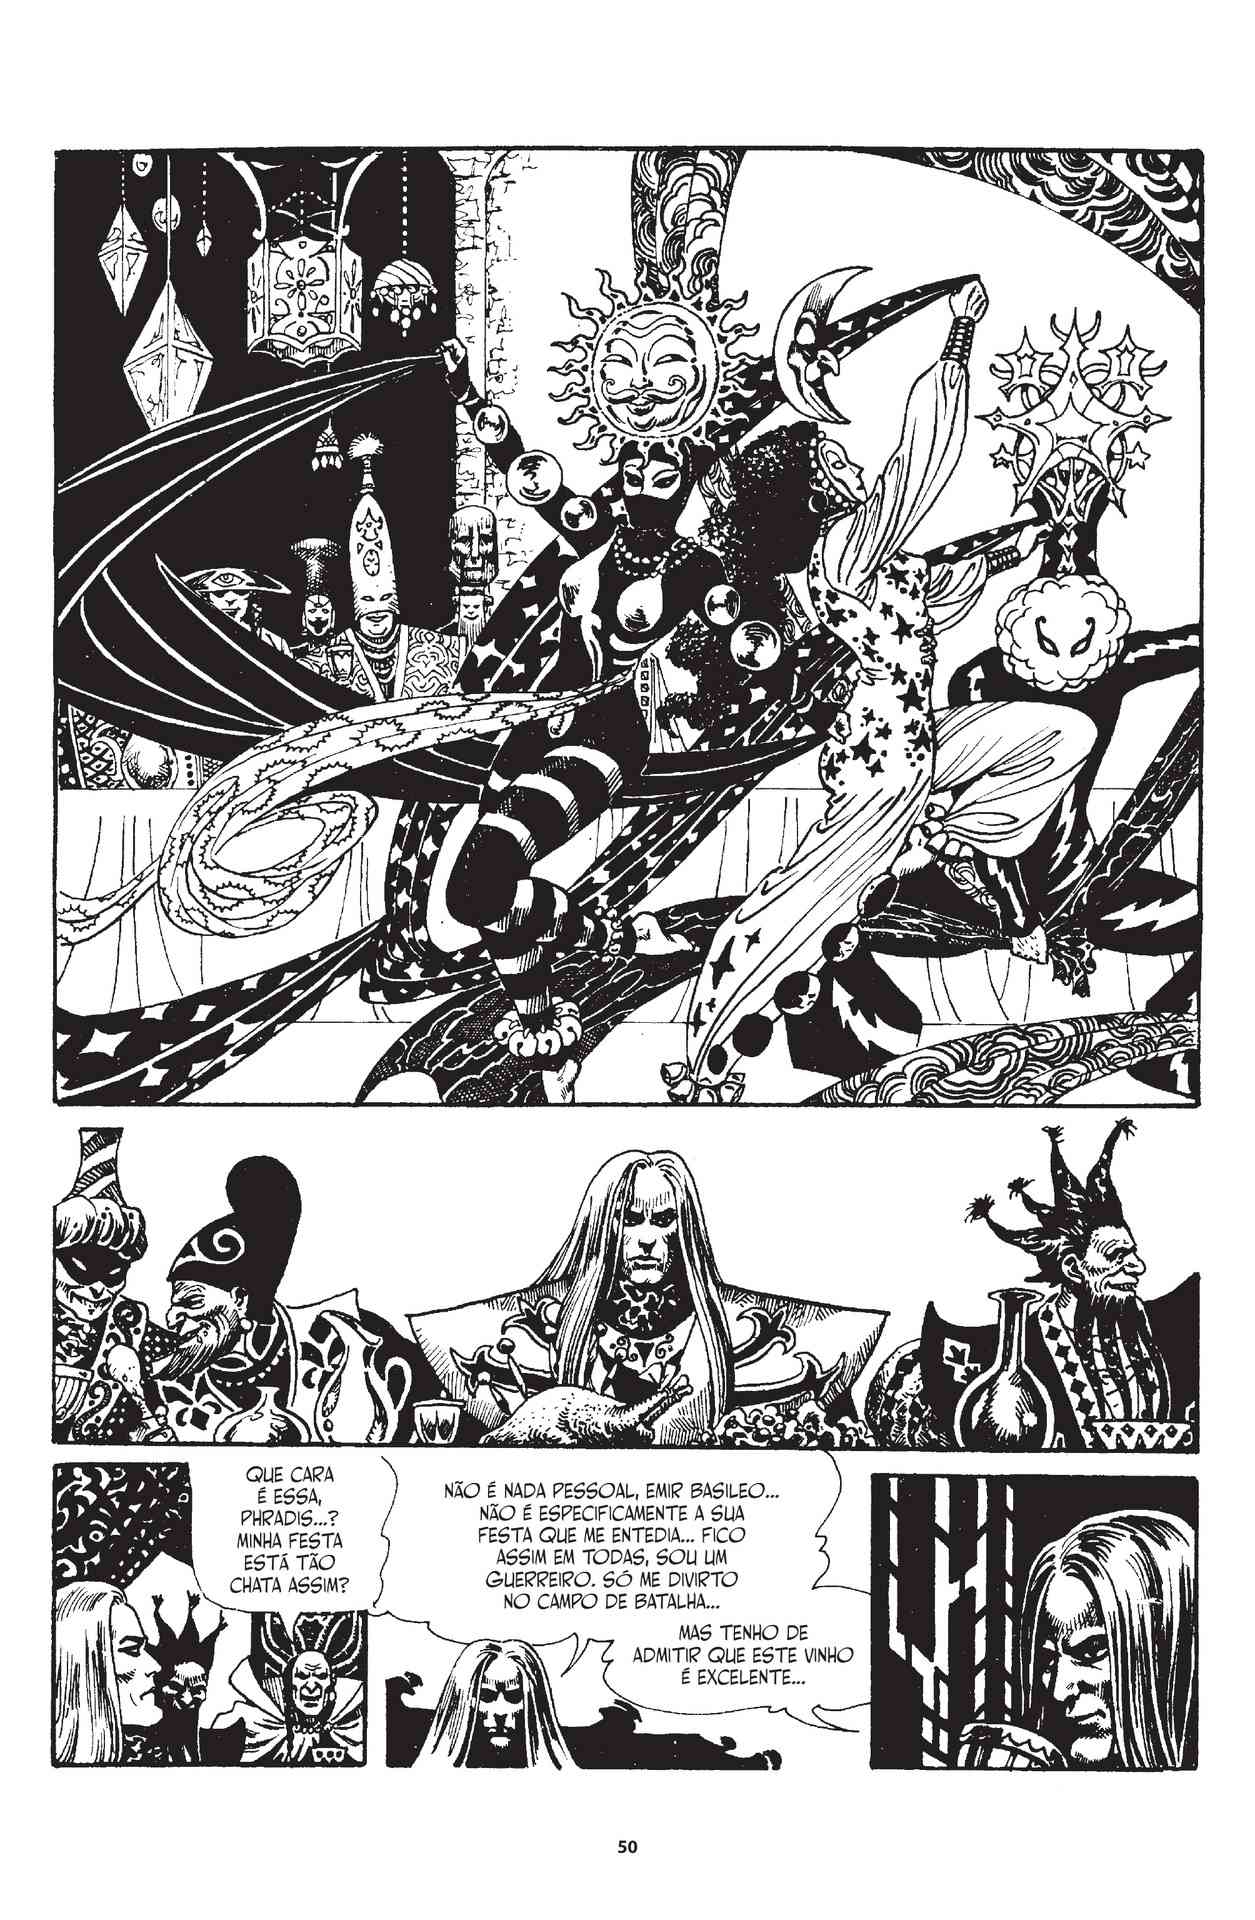 QUE CARA
É ESSA,
PHRADIS...?
MINHA FESTA
ESTÁ TÃO
CHATA ASSIM?
NÃO É NADA PESSOAL, EMIR BASILEO...
NÃO É ESPECIFICAMENTE A SUA
FESTA QUE ME ENTEDIA... FICO
ASSIM EM TODAS, SOU UM
GUERREIRO. SÓ ME DIVIRTO
NO CAMPO DE BATALHA...
MAS TENHO DE
ADMITIR QUE ESTE VINHO
É EXCELENTE...
50